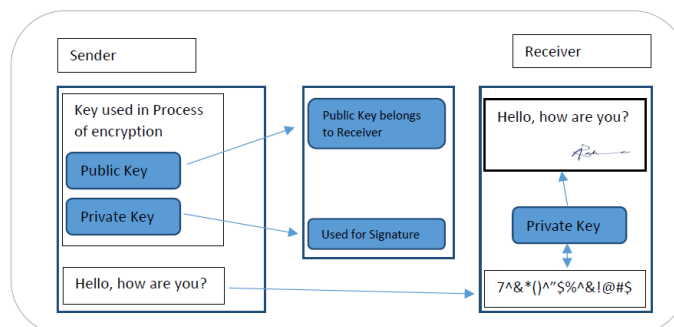 Sender
Receiver
Key used in Process
of encryption
Public Key
Private Key
Hello, how are you?
Public Key belongs
to Receiver
Used for Signature
Hello, how are you?
Private Key
7^&*()^"$%^&!@#$